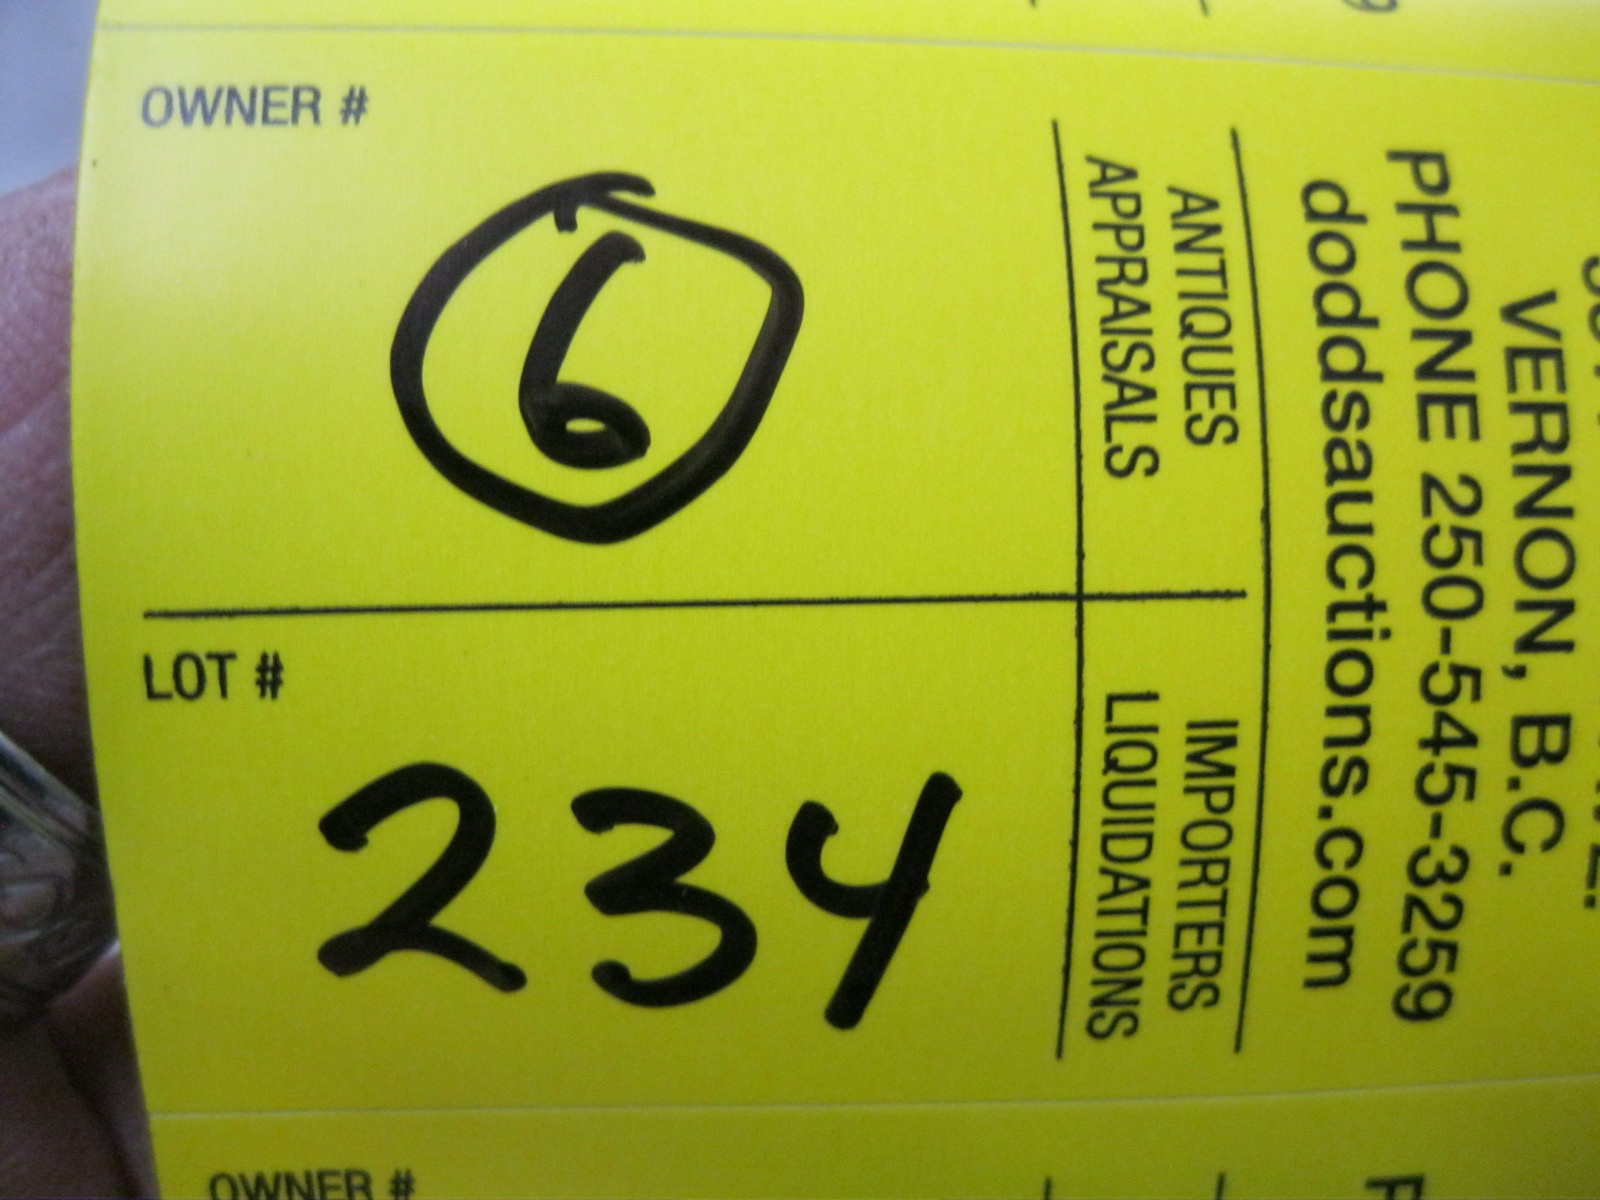 OWNER #
6
LOT #
234
VERNON, B.C.
PHONE 250-545-3259
doddsauctions.com
ANTIQUES
APPRAISALS
IMPORTERS
LIQUIDATIONS
OWNER #